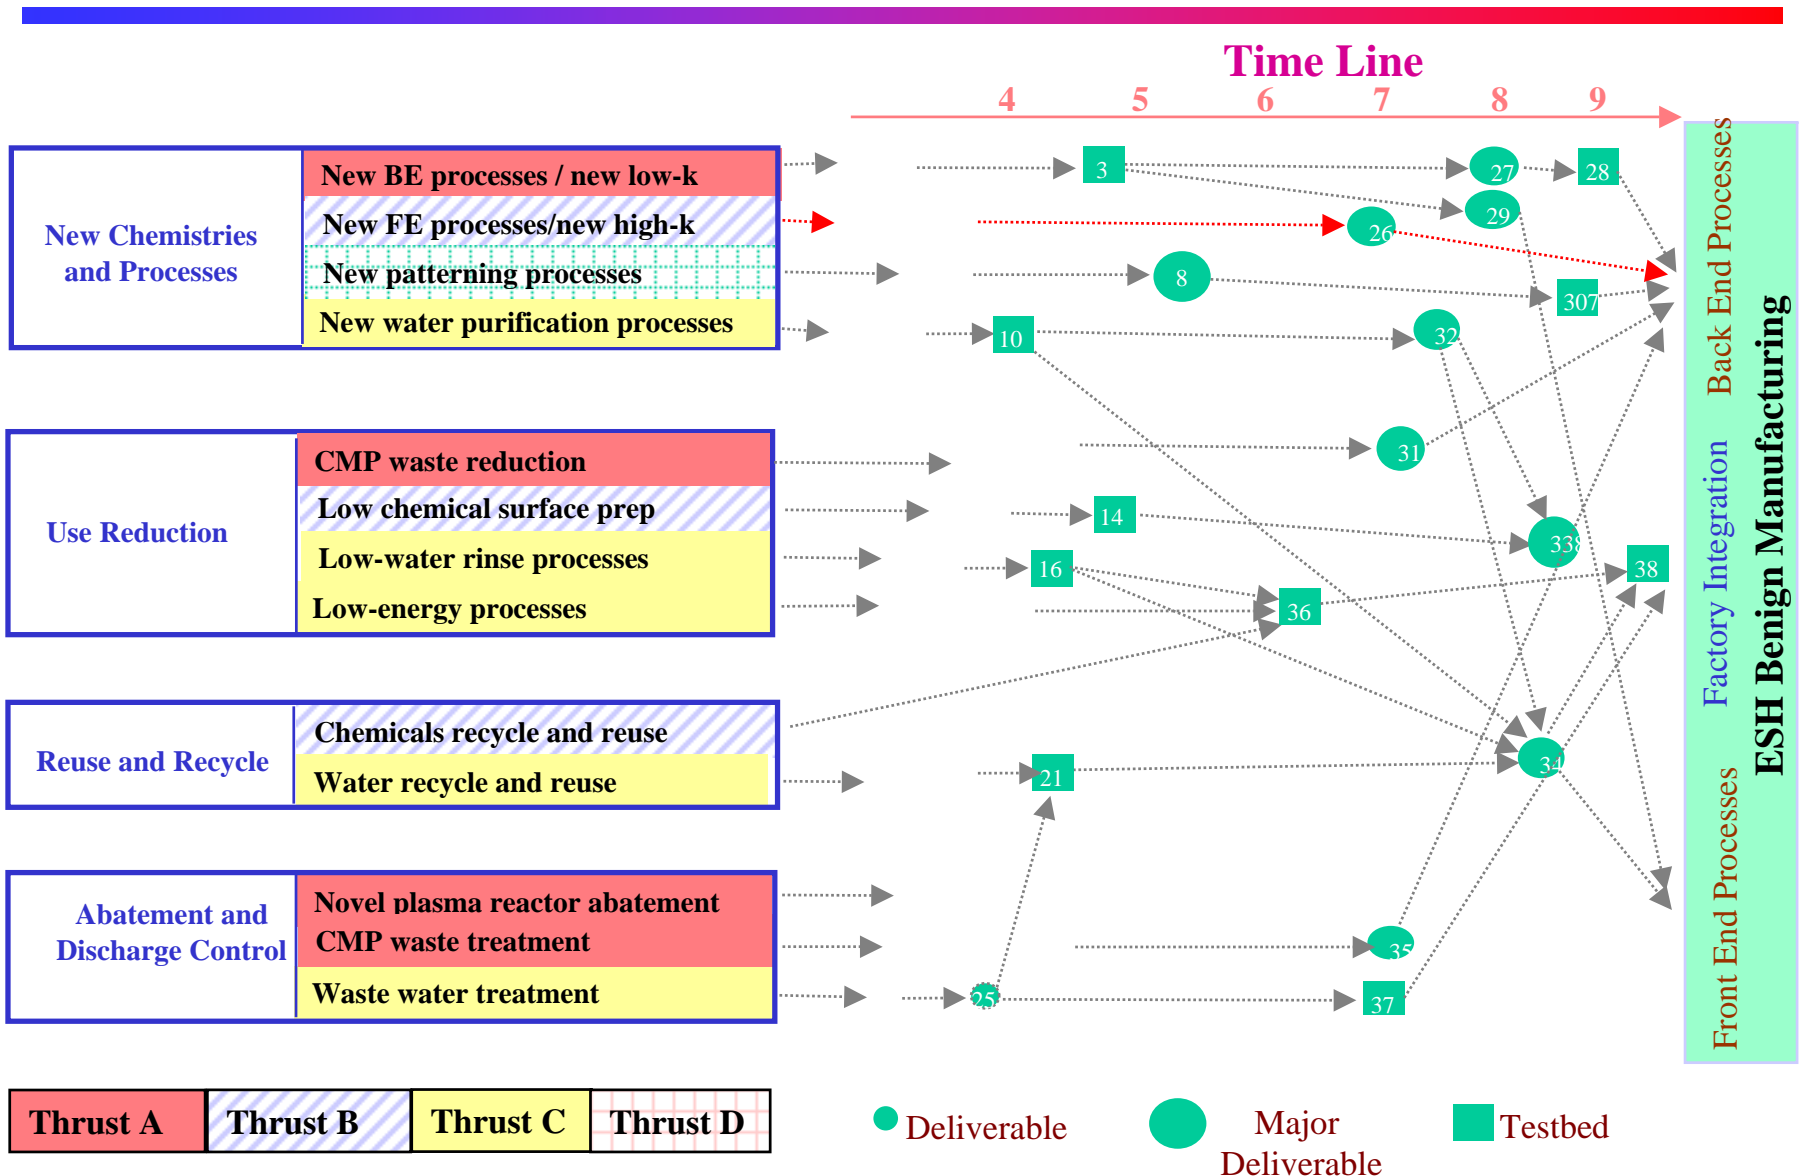 Time Line
4 5 6 7 8 9
New Chemistries
and Processes
New BE processes / new low-k
New FE processes/new high-k
New patterning processes
New water purification processes
3
27
28
29
26
8
307
10
32
Use Reduction
CMP waste reduction
Low chemical surface prep
Low-water rinse processes
Low-energy processes
31
14
338
16
38
36
Reuse and Recycle
Chemicals recycle and reuse
Water recycle and reuse
21
34
Abatement and
Discharge Control
Novel plasma reactor abatement
CMP waste treatment
Waste water treatment
35
25
37
Back End Processes
Factory Integration
Front End Processes
ESH Benign Manufacturing
Thrust A
Thrust B
Thrust C
Thrust D
Deliverable
Major
Deliverable
Testbed